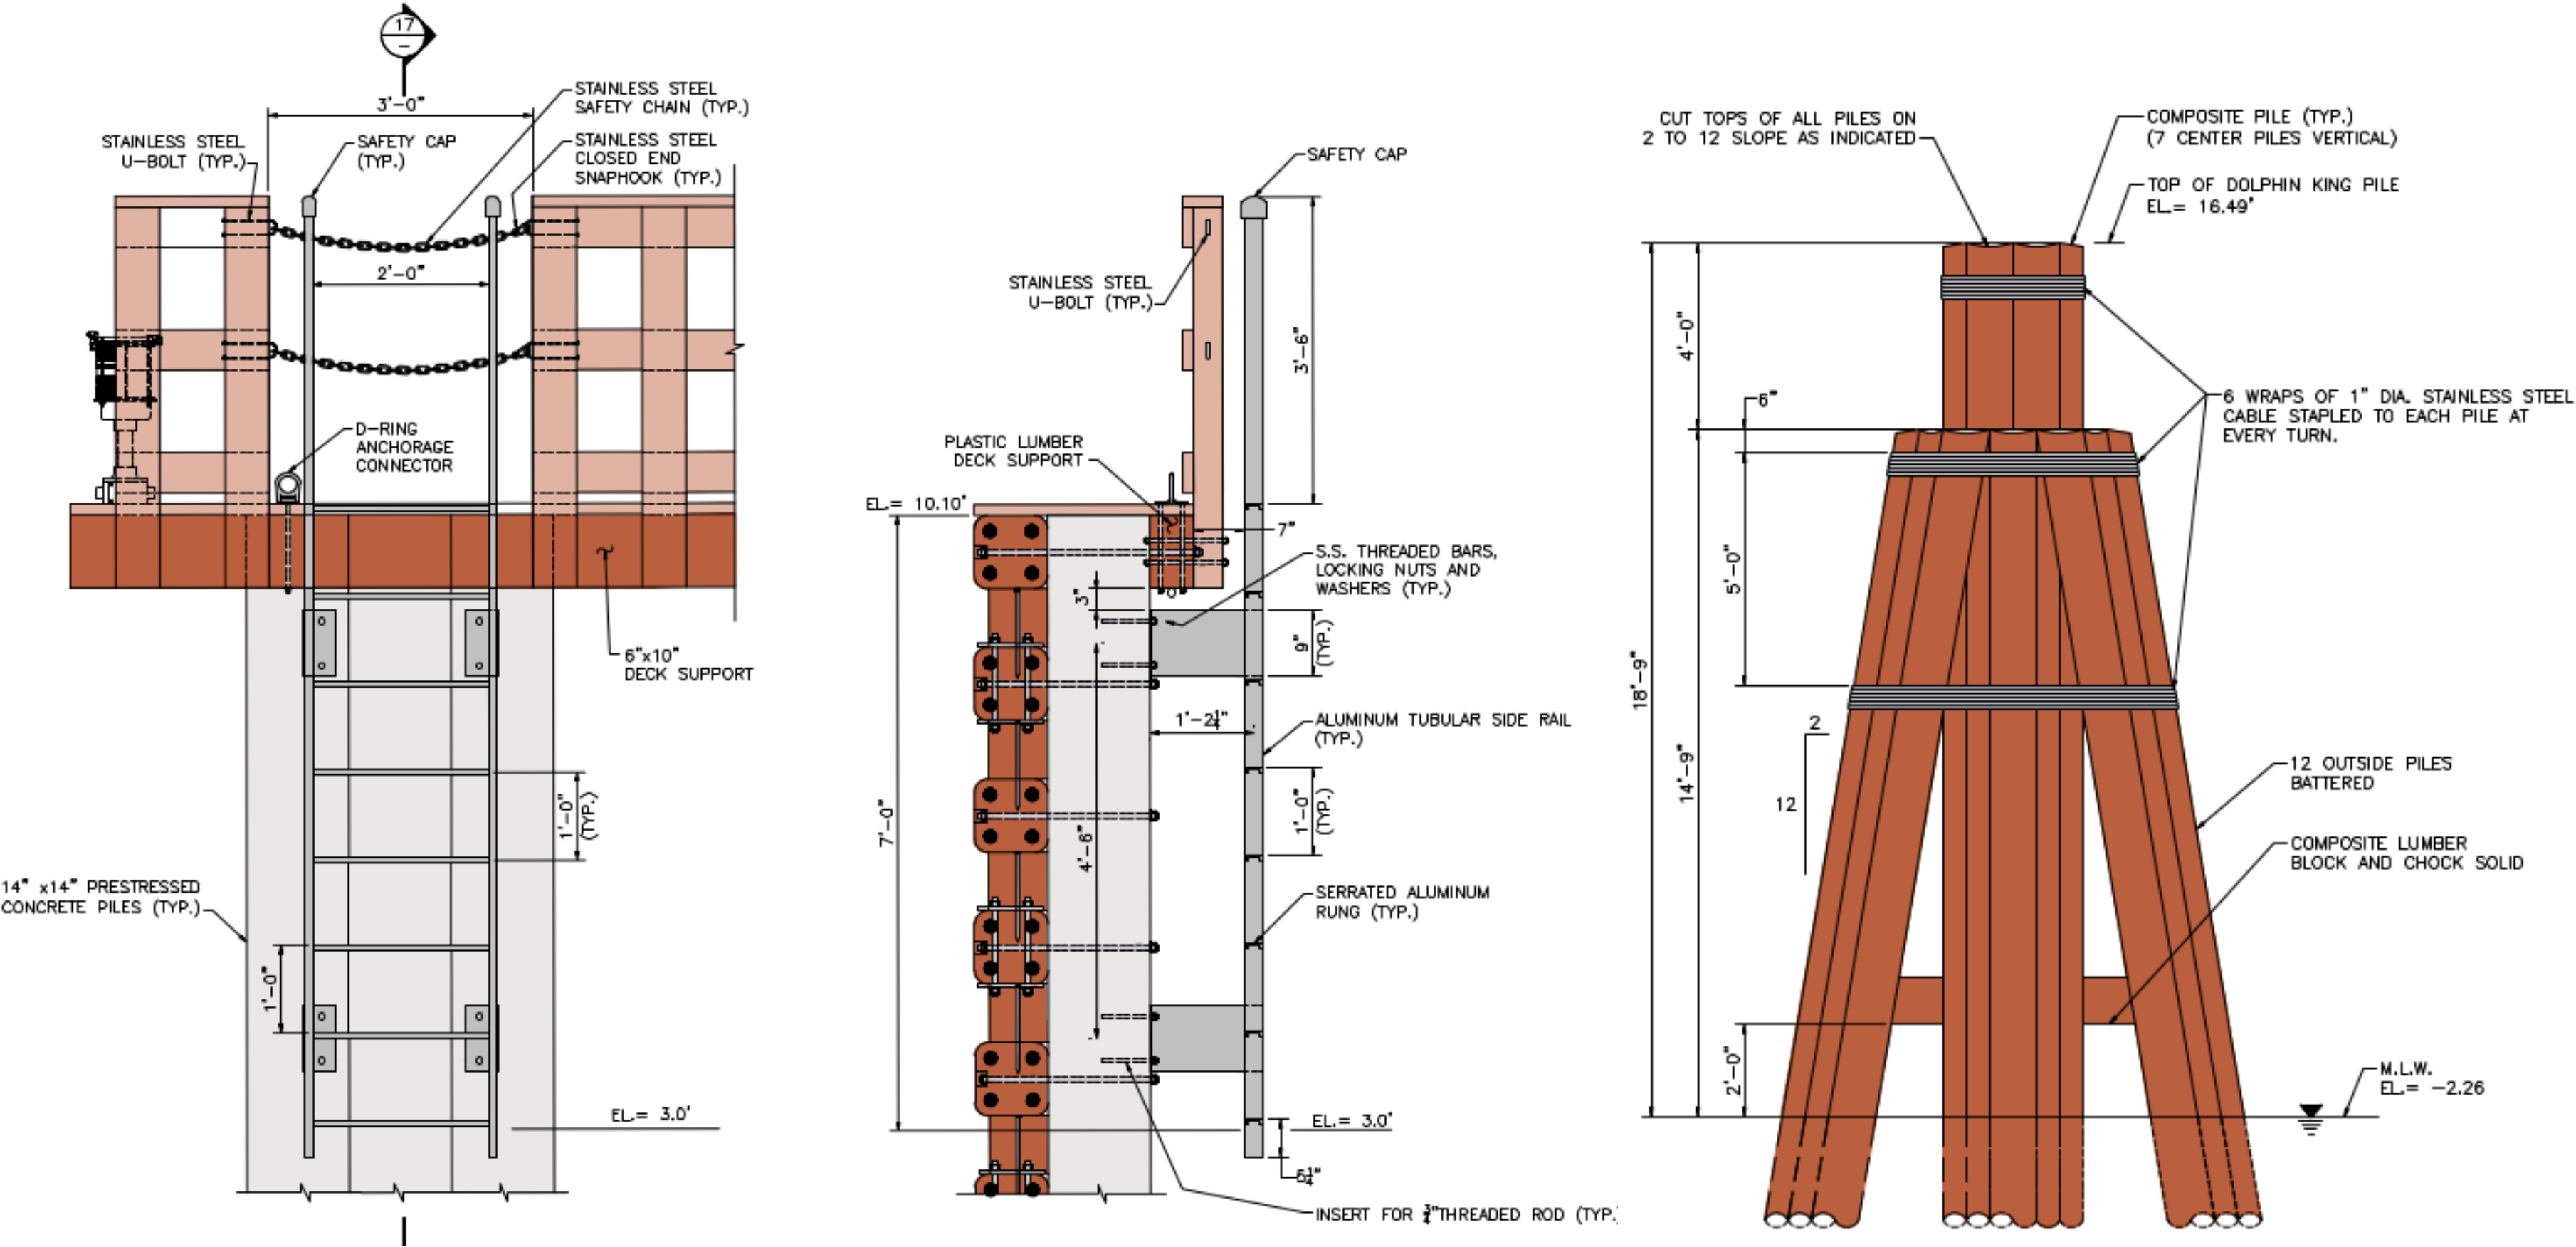 17
–
3'-0"
STAINLESS STEEL
SAFETY CHAIN (TYP.)
STAINLESS STEEL
U-BOLT (TYP.)
SAFETY CAP
(TYP.)
STAINLESS STEEL
CLOSED END
SNAPHOOK (TYP.)
2'-0"
D-RING
ANCHORAGE
CONNECTOR
6"x10"
DECK SUPPORT
1'-0"
(TYP.)
14" x14" PRESTRESSED
CONCRETE PILES (TYP.)
1'-0"
EL.= 3.0'
SAFETY CAP
STAINLESS STEEL
U-BOLT (TYP.)
3'-6"
PLASTIC LUMBER
DECK SUPPORT
EL.= 10.10'
7"
S.S. THREADED BARS,
LOCKING NUTS AND
WASHERS (TYP.)
3"
9"
(TYP.)
1'-2¼"
ALUMINUM TUBULAR SIDE RAIL
(TYP.)
7'-0"
4'-6"
1'-0"
(TYP.)
SERRATED ALUMINUM
RUNG (TYP.)
EL.= 3.0'
INSERT FOR ¾"THREADED ROD (TYP.
CUT TOPS OF ALL PILES ON
2 TO 12 SLOPE AS INDICATED
COMPOSITE PILE (TYP.)
(7 CENTER PILES VERTICAL)
TOP OF DOLPHIN KING PILE
EL.= 16.49'
4'-0"
6"
6 WRAPS OF 1" DIA. STAINLESS STEEL
CABLE STAPLED TO EACH PILE AT
EVERY TURN.
5'-0"
18'-9"
14'-9"
2
12
12 OUTSIDE PILES
BATTERED
COMPOSITE LUMBER
BLOCK AND CHOCK SOLID
2'-0"
M.L.W.
EL.= -2.26